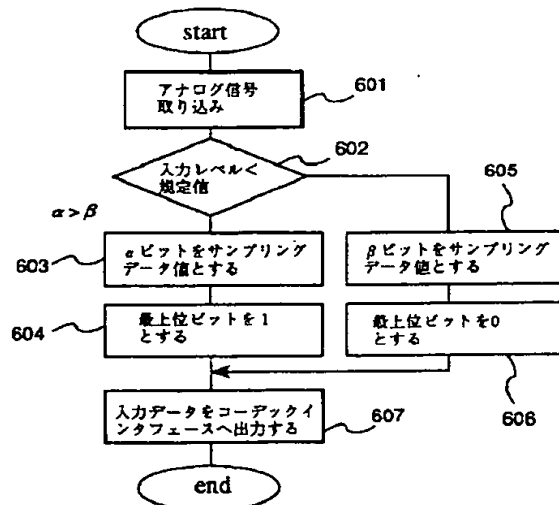 start
アナログ信号
取り込み
601
入力レベル<
規定信
602
α>β
605
αビットをサンプリング
データ値とする
603
βビットをサンプリング
データ値とする
最上位ビットを1
とする
604
最上位ビットを0
とする
606
入力データをコーデックイ
ンタフェースへ出力する
607
end